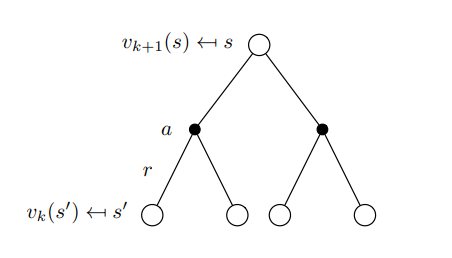 v_{k+1}(s) ↤ s
a
r
v_k(s′) ↤ s′